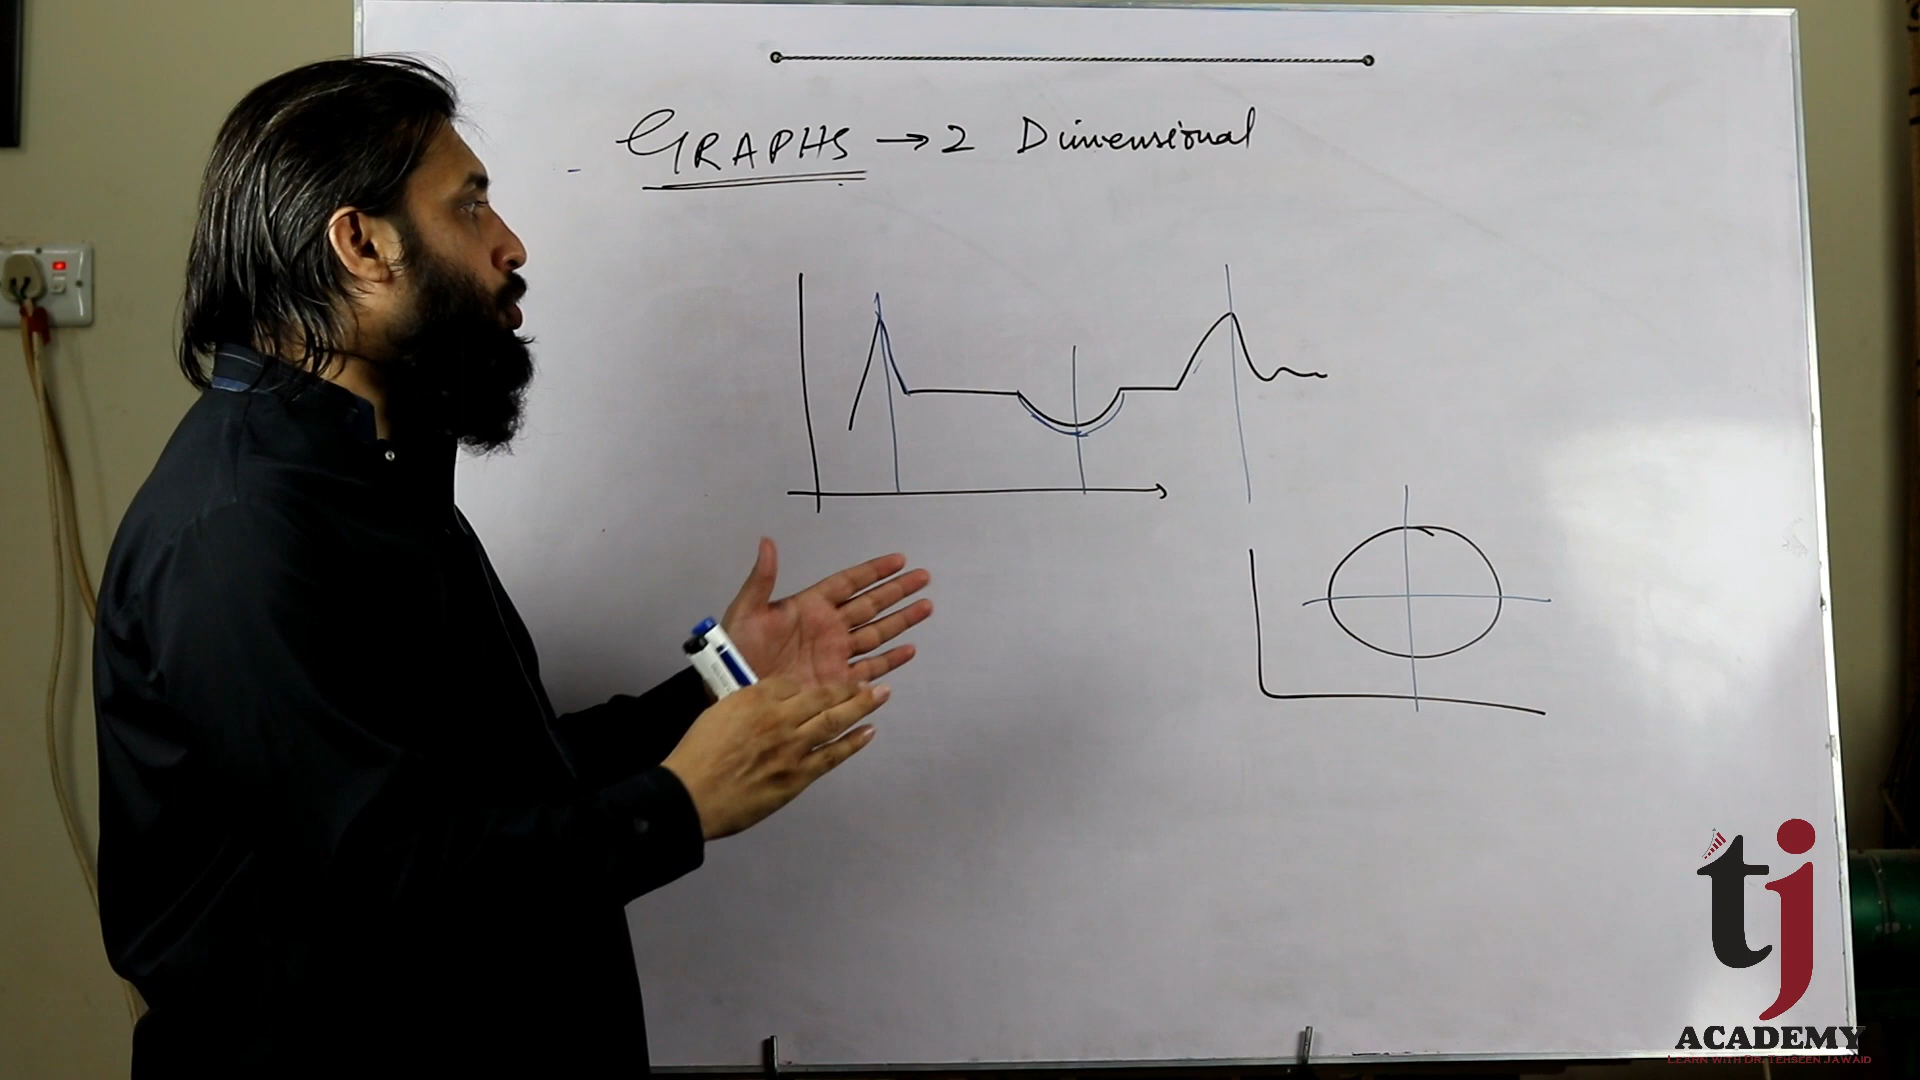 GRAPHS → 2 Dimensional
tj
ACADEMY
LEARN WITH DR. TEHSEEN JAWAID